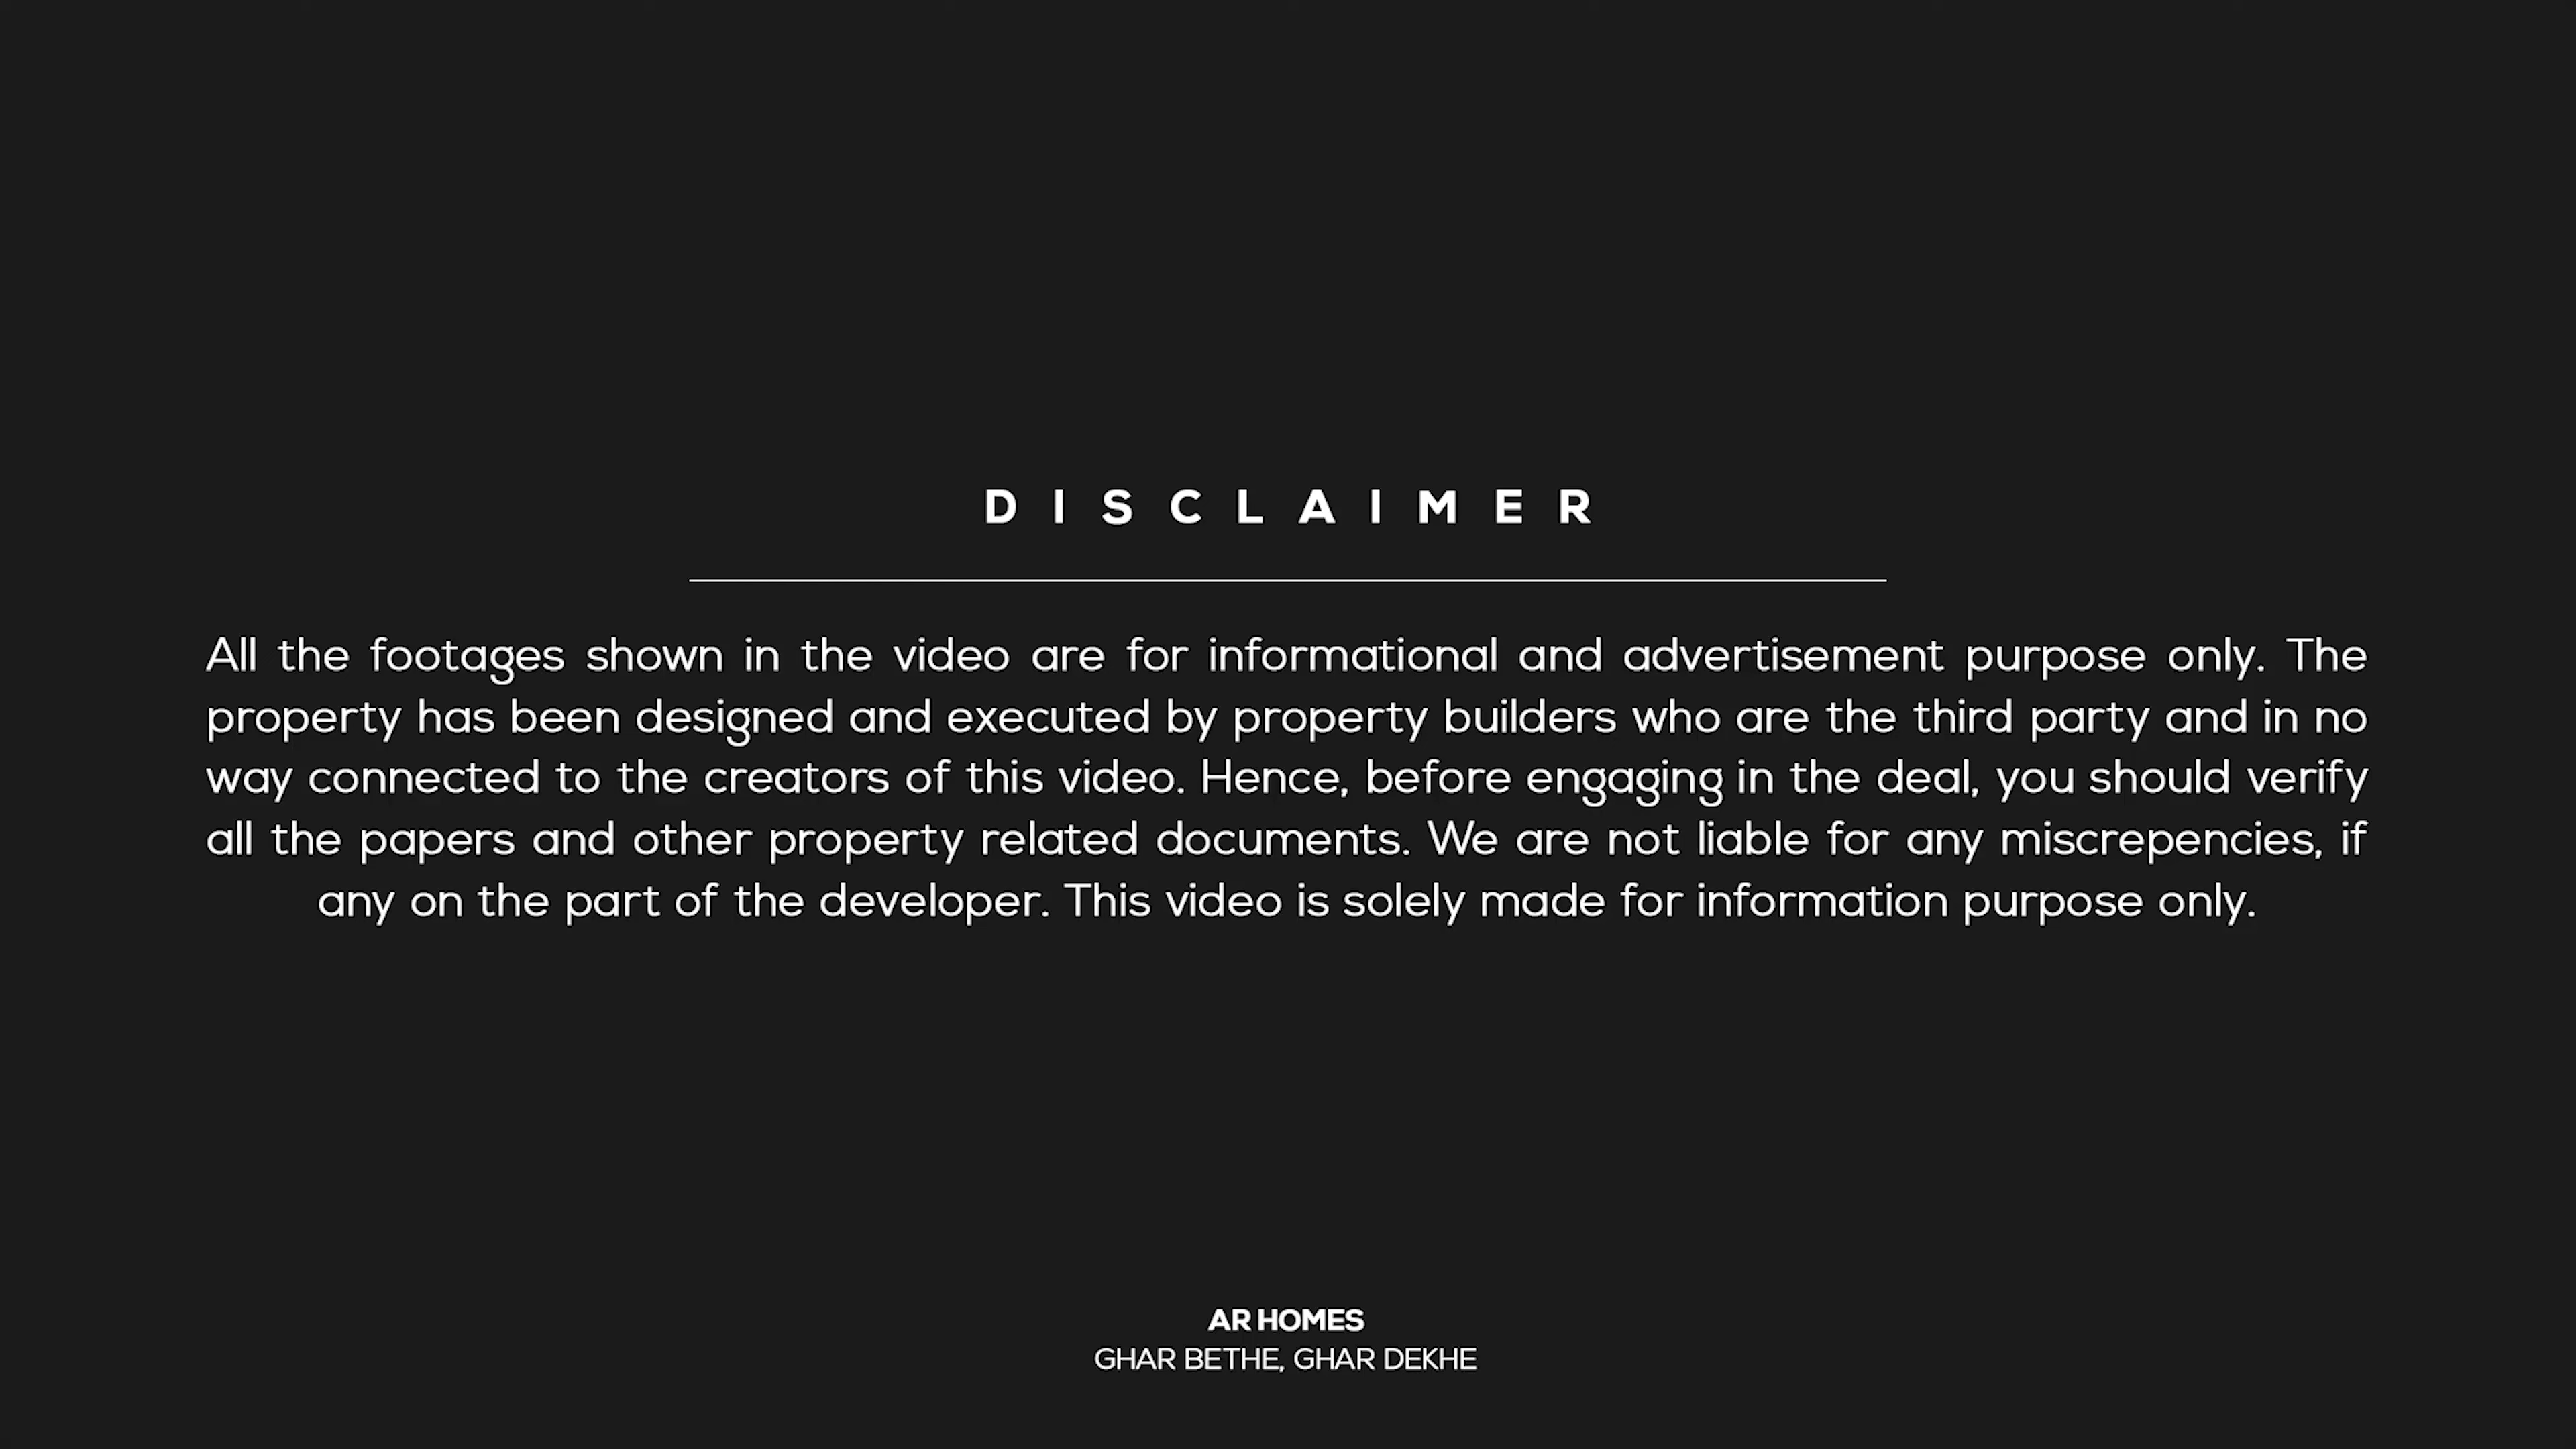 DISCLAIMER
All the footages shown in the video are for informational and advertisement purpose only. The
property has been designed and executed by property builders who are the third party and in no
way connected to the creators of this video. Hence, before engaging in the deal, you should verify
all the papers and other property related documents. We are not liable for any miscrepencies, if
any on the part of the developer. This video is solely made for information purpose only.
AR HOMES
GHAR BETHE, GHAR DEKHE